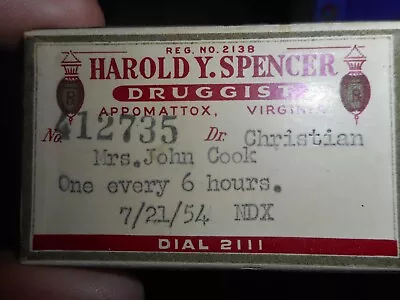 REG. NO. 2138
HAROLD Y. SPENCER
DRUGGIST
APPOMATTOX, VIRGINIA
No. 412735 Dr. Christian
Mrs. John Cook
One every 6 hours.
7/21/54 NDX
DIAL 2111